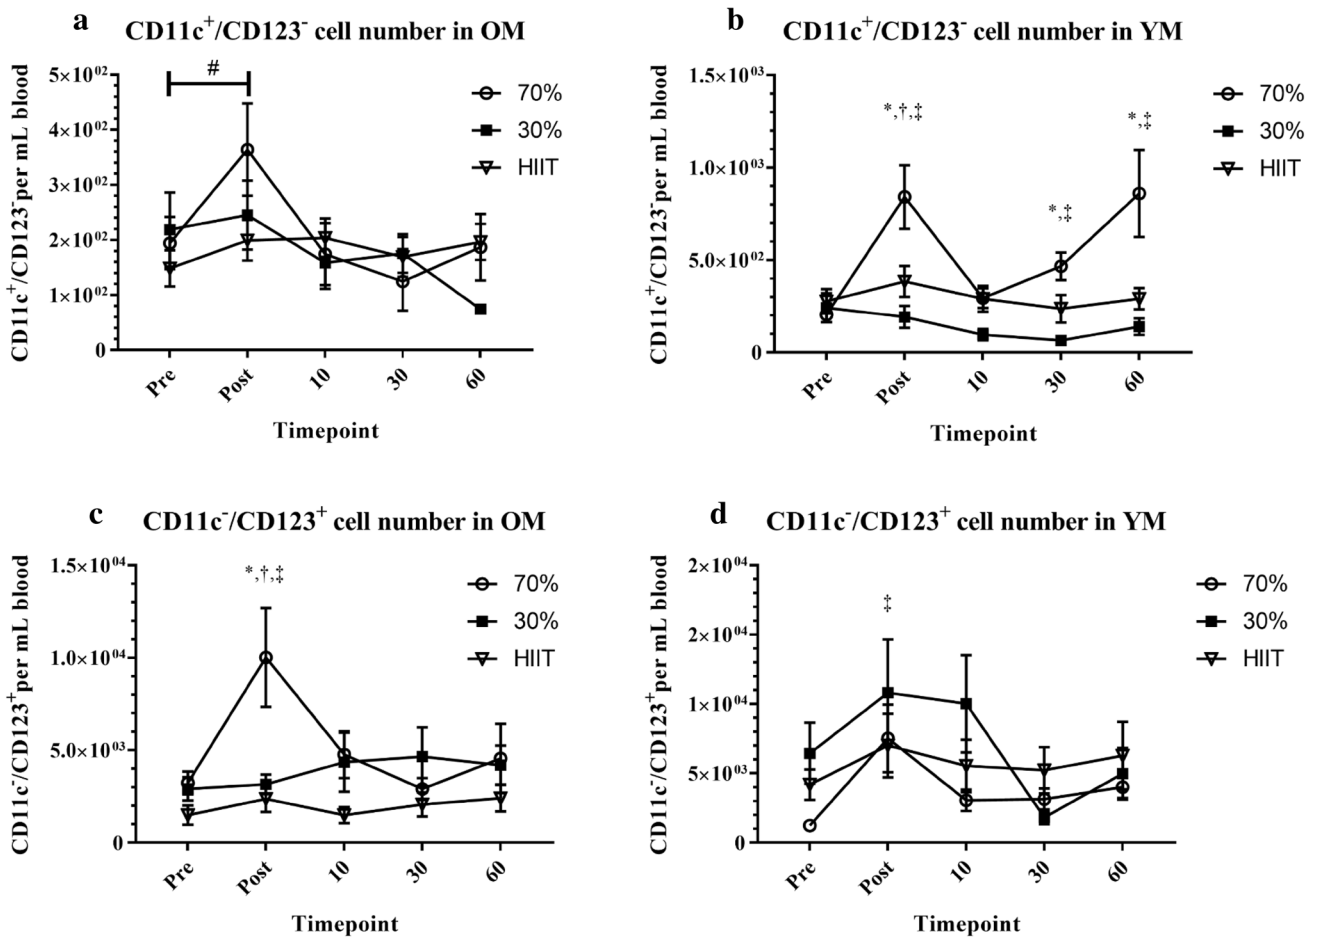 a CD11c⁺/CD123⁻ cell number in OM
CD11c⁺/CD123⁻per mL blood
5×10⁰²
4×10⁰²
3×10⁰²
2×10⁰²
1×10⁰²
0
#
70%
30%
HIIT
Pre Post 10 30 60
Timepoint
b CD11c⁺/CD123⁻ cell number in YM
CD11c⁺/CD123⁻per mL blood
1.5×10⁰³
1.0×10⁰³
5.0×10⁰²
0
*,†,‡
*,‡
*,‡
70%
30%
HIIT
Pre Post 10 30 60
Timepoint
c CD11c⁻/CD123⁺ cell number in OM
CD11c⁻/CD123⁺per mL blood
1.5×10⁰⁴
1.0×10⁰⁴
5.0×10⁰³
0
*,†,‡
70%
30%
HIIT
Pre Post 10 30 60
Timepoint
d CD11c⁻/CD123⁺ cell number in YM
CD11c⁻/CD123⁺per mL blood
2×10⁰⁴
2×10⁰⁴
1×10⁰⁴
5×10⁰³
0
‡
70%
30%
HIIT
Pre Post 10 30 60
Timepoint